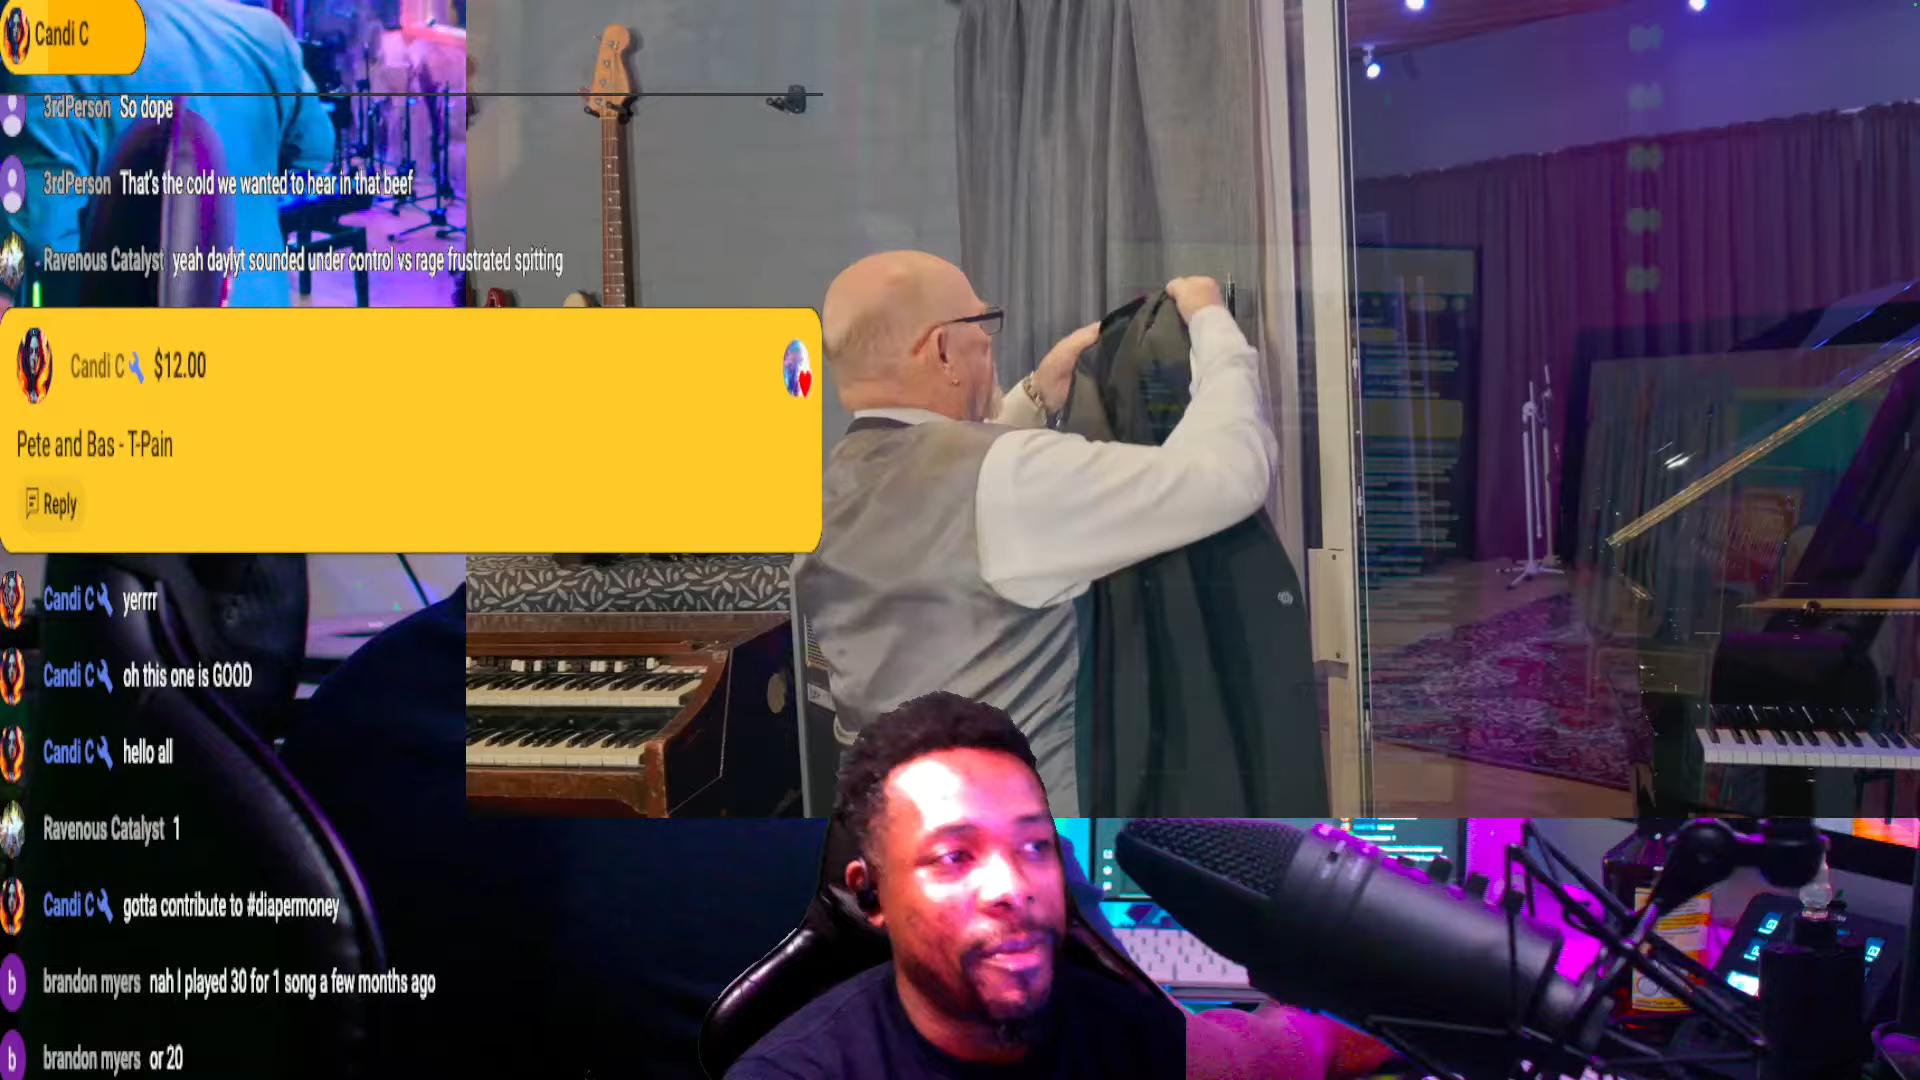 Candi C
3rdPerson So dope
3rdPerson That's the cold we wanted to hear in that beef
Ravenous Catalyst yeah daylyt sounded under control vs rage frustrated spitting
Candi C $12.00
Pete and Bas - T-Pain
Reply
Candi C yerrrr
Candi C oh this one is GOOD
Candi C hello all
Ravenous Catalyst 1
Candi C gotta contribute to #diapermoney
brandon myers nah I played 30 for 1 song a few months ago
brandon myers or 20